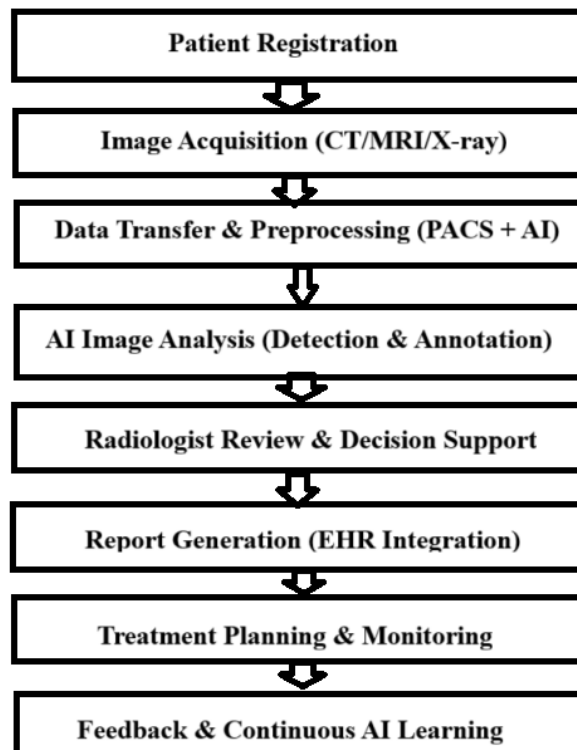 Patient Registration
Image Acquisition (CT/MRI/X-ray)
Data Transfer & Preprocessing (PACS + AI)
AI Image Analysis (Detection & Annotation)
Radiologist Review & Decision Support
Report Generation (EHR Integration)
Treatment Planning & Monitoring
Feedback & Continuous AI Learning